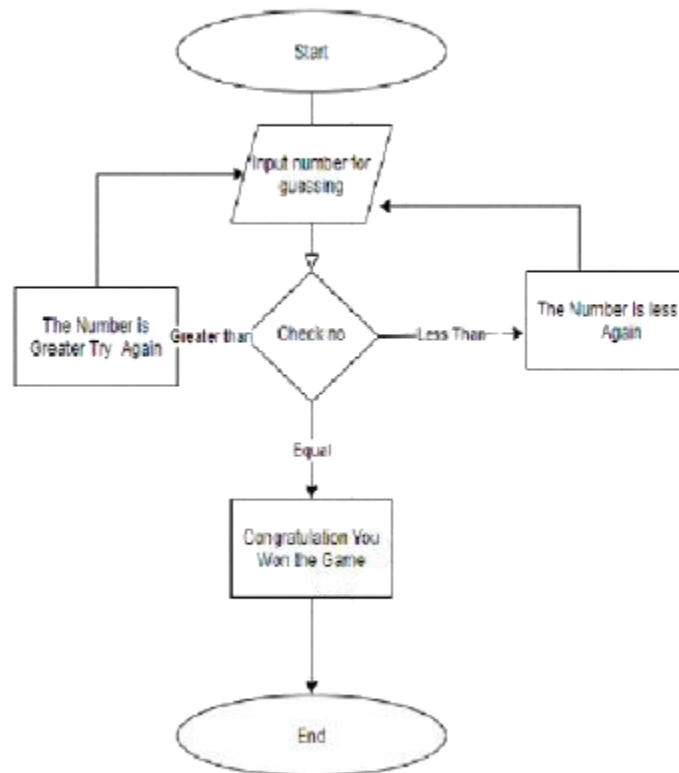 Start
Input number for
guessing
The Number is
Greater Try Again
Greater than
Check no
Less Than
The Number is less
Again
Equal
Congratulation You
Won the Game
End